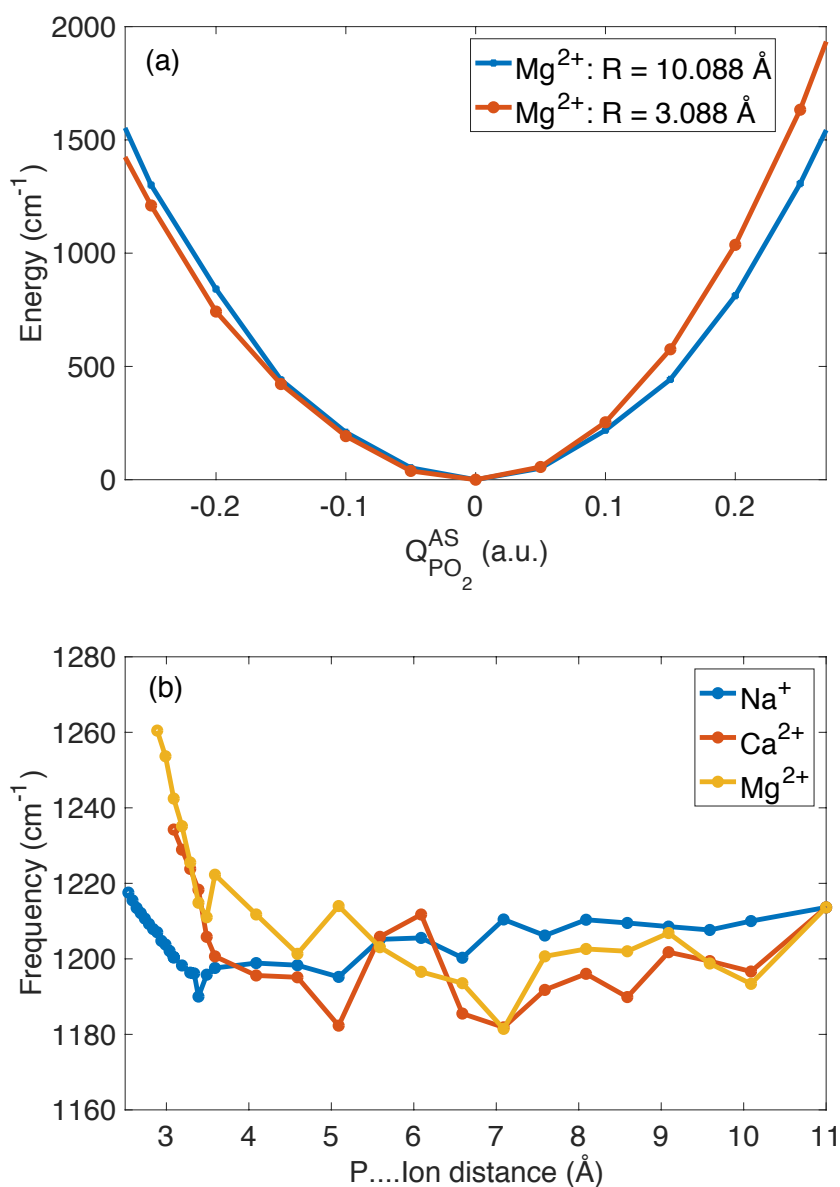 (a)
Mg2+: R = 10.088 Å
Mg2+: R = 3.088 Å
2000
1500
1000
500
0
Energy (cm-1)
-0.2 -0.1 0 0.1 0.2
Q^AS_PO2 (a.u.)
(b)
Na+
Ca2+
Mg2+
1280
1260
1240
1220
1200
1180
1160
Frequency (cm-1)
3 4 5 6 7 8 9 10 11
P....Ion distance (Å)